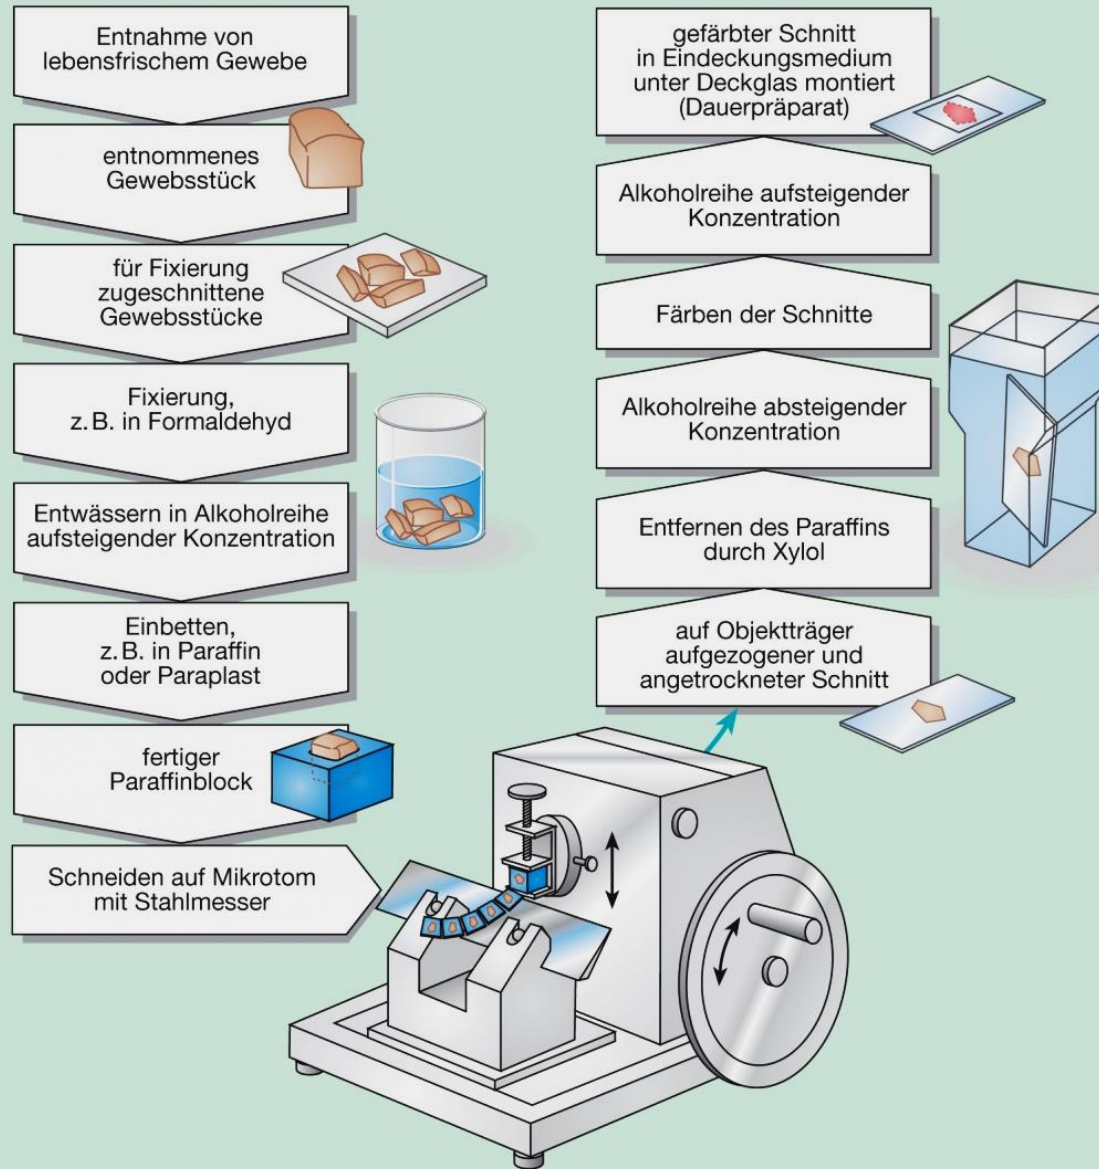 Entnahme von
lebensfrischem Gewebe
entnommenes
Gewebsstück
für Fixierung
zugeschnittene
Gewebsstücke
Fixierung,
z. B. in Formaldehyd
Entwässern in Alkoholreihe
aufsteigender Konzentration
Einbetten,
z. B. in Paraffin
oder Paraplast
fertiger
Paraffinblock
Schneiden auf Mikrotom
mit Stahlmesser
auf Objektträger
aufgezogener und
angetrockneter Schnitt
Entfernen des Paraffins
durch Xylol
Alkoholreihe absteigender
Konzentration
Färben der Schnitte
Alkoholreihe aufsteigender
Konzentration
gefärbter Schnitt
in Eindeckungsmedium
unter Deckglas montiert
(Dauerpräparat)